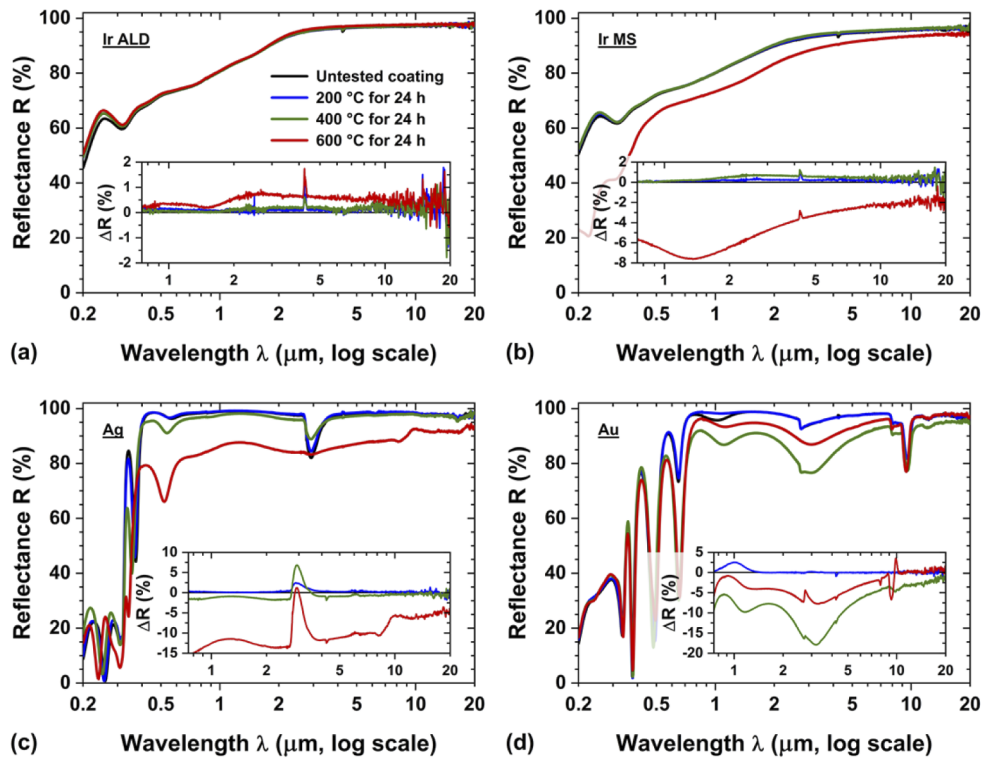 100
80
60
40
20
0
Reflectance R (%)
Ir ALD
Untested coating
200 °C for 24 h
400 °C for 24 h
600 °C for 24 h
2
1
0
-1
-2
ΔR (%)
1 2 5 10 20
0.2 0.5 1 2 5 10 20
(a) Wavelength λ (μm, log scale)
100
80
60
40
20
0
Reflectance R (%)
Ir MS
2
0
-2
-4
-6
-8
ΔR (%)
1 2 5 10 20
0.2 0.5 1 2 5 10 20
(b) Wavelength λ (μm, log scale)
100
80
60
40
20
0
Reflectance R (%)
Ag
10
5
0
-5
-10
-15
ΔR (%)
1 2 5 10 20
0.2 0.5 1 2 5 10 20
(c) Wavelength λ (μm, log scale)
100
80
60
40
20
0
Reflectance R (%)
Au
5
0
-5
-10
-15
-20
ΔR (%)
1 2 5 10 20
0.2 0.5 1 2 5 10 20
(d) Wavelength λ (μm, log scale)